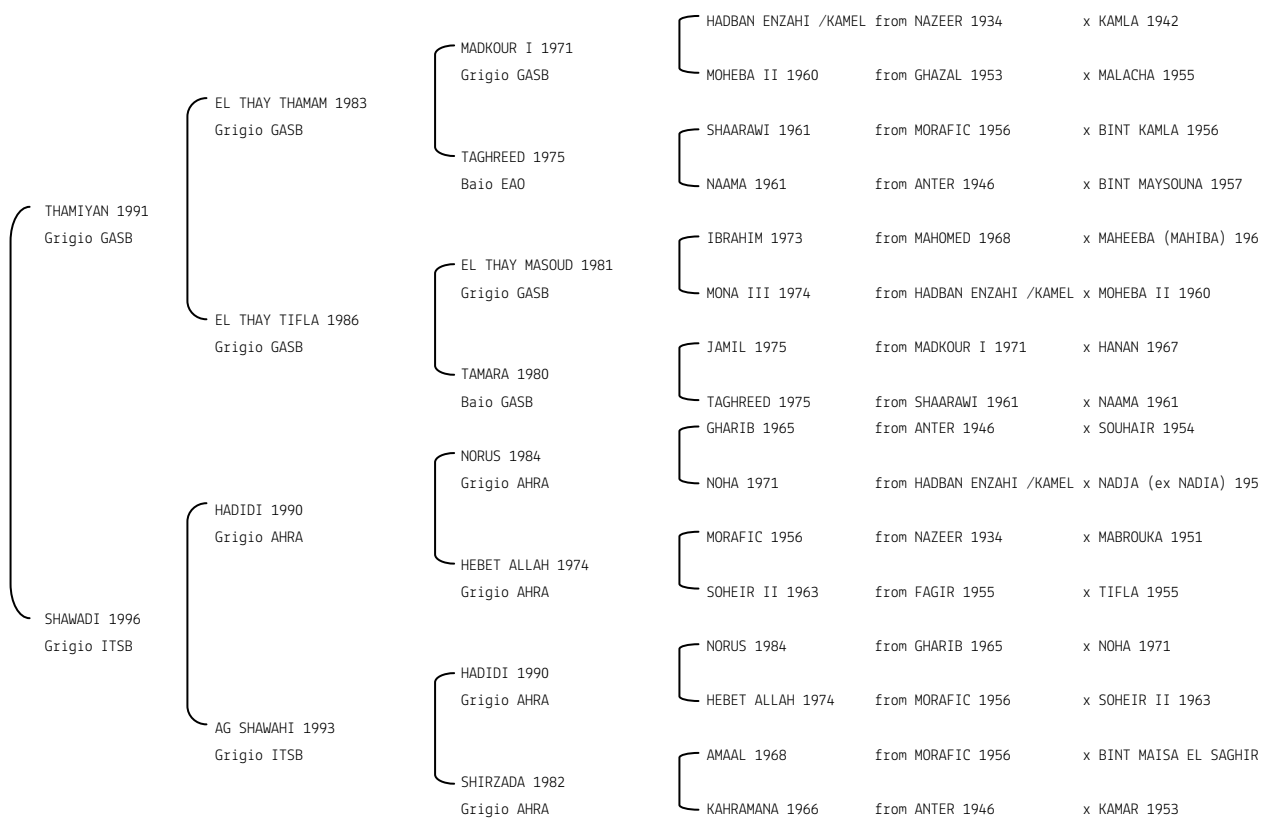 HADBAN ENZAHI /KAMEL from NAZEER 1934 x KAMLA 1942
MADKOUR I 1971
Grigio GASB
MOHEBA II 1960 from GHAZAL 1953 x MALACHA 1955
EL THAY THAMAM 1983
Grigio GASB
SHAARAWI 1961 from MORAFIC 1956 x BINT KAMLA 1956
TAGHREED 1975
Baio EAO
NAAMA 1961 from ANTER 1946 x BINT MAYSOUNA 1957
THAMIYAN 1991
Grigio GASB
IBRAHIM 1973 from MAHOMED 1968 x MAHEEBA (MAHIBA) 196
EL THAY MASOUD 1981
Grigio GASB
MONA III 1974 from HADBAN ENZAHI /KAMEL x MOHEBA II 1960
EL THAY TIFLA 1986
Grigio GASB
JAMIL 1975 from MADKOUR I 1971 x HANAN 1967
TAMARA 1980
Baio GASB
TAGHREED 1975 from SHAARAWI 1961 x NAAMA 1961
GHARIB 1965 from ANTER 1946 x SOUHAIR 1954
NORUS 1984
Grigio AHRA
NOHA 1971 from HADBAN ENZAHI /KAMEL x NADJA (ex NADIA) 195
HADIDI 1990
Grigio AHRA
MORAFIC 1956 from NAZEER 1934 x MABROUKA 1951
HEBET ALLAH 1974
Grigio AHRA
SOHEIR II 1963 from FAGIR 1955 x TIFLA 1955
SHAWADI 1996
Grigio ITSB
NORUS 1984 from GHARIB 1965 x NOHA 1971
HADIDI 1990
Grigio AHRA
HEBET ALLAH 1974 from MORAFIC 1956 x SOHEIR II 1963
AG SHAWAHI 1993
Grigio ITSB
AMAAL 1968 from MORAFIC 1956 x BINT MAISA EL SAGHIR
SHIRZADA 1982
Grigio AHRA
KAHRAMANA 1966 from ANTER 1946 x KAMAR 1953